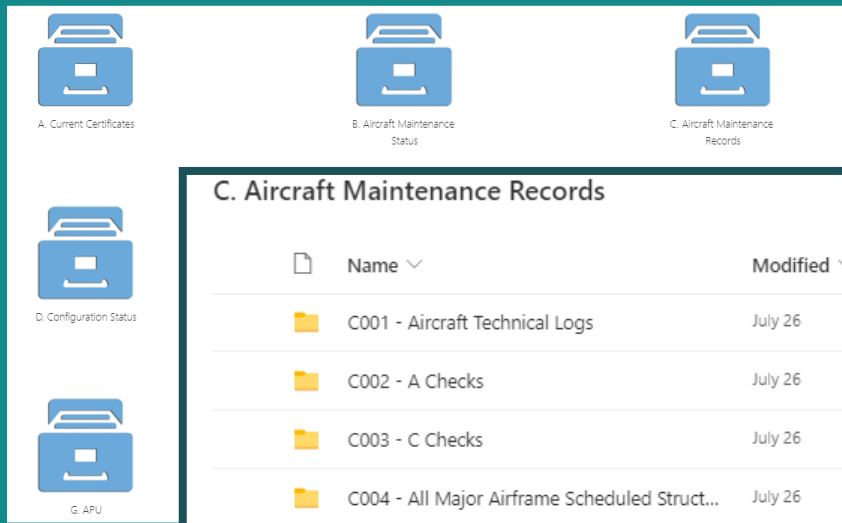 A. Current Certificates
B. Aircraft Maintenance
Status
C. Aircraft Maintenance
Records
D. Configuration Status
G. APU
C. Aircraft Maintenance Records
Name Modified
C001 - Aircraft Technical Logs July 26
C002 - A Checks July 26
C003 - C Checks July 26
C004 - All Major Airframe Scheduled Struct... July 26